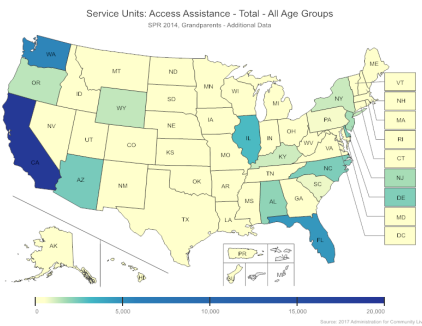 Service Units: Access Assistance - Total - All Age Groups
SPR 2014, Grandparents - Additional Data
WA
MT
ND
MN
ME
OR
ID
SD
WI
MI
NY
VT
WY
NH
NE
IA
PA
MA
NV
IL
IN
OH
RI
UT
CO
WV
VA
CT
CA
KS
MO
KY
NJ
AZ
NM
OK
AR
TN
NC
DE
SC
MD
MS
AL
GA
DC
TX
LA
FL
AK
HI
PR
GU
0
5,000
10,000
15,000
20,000
Source: 2017 Administration for Community Liv